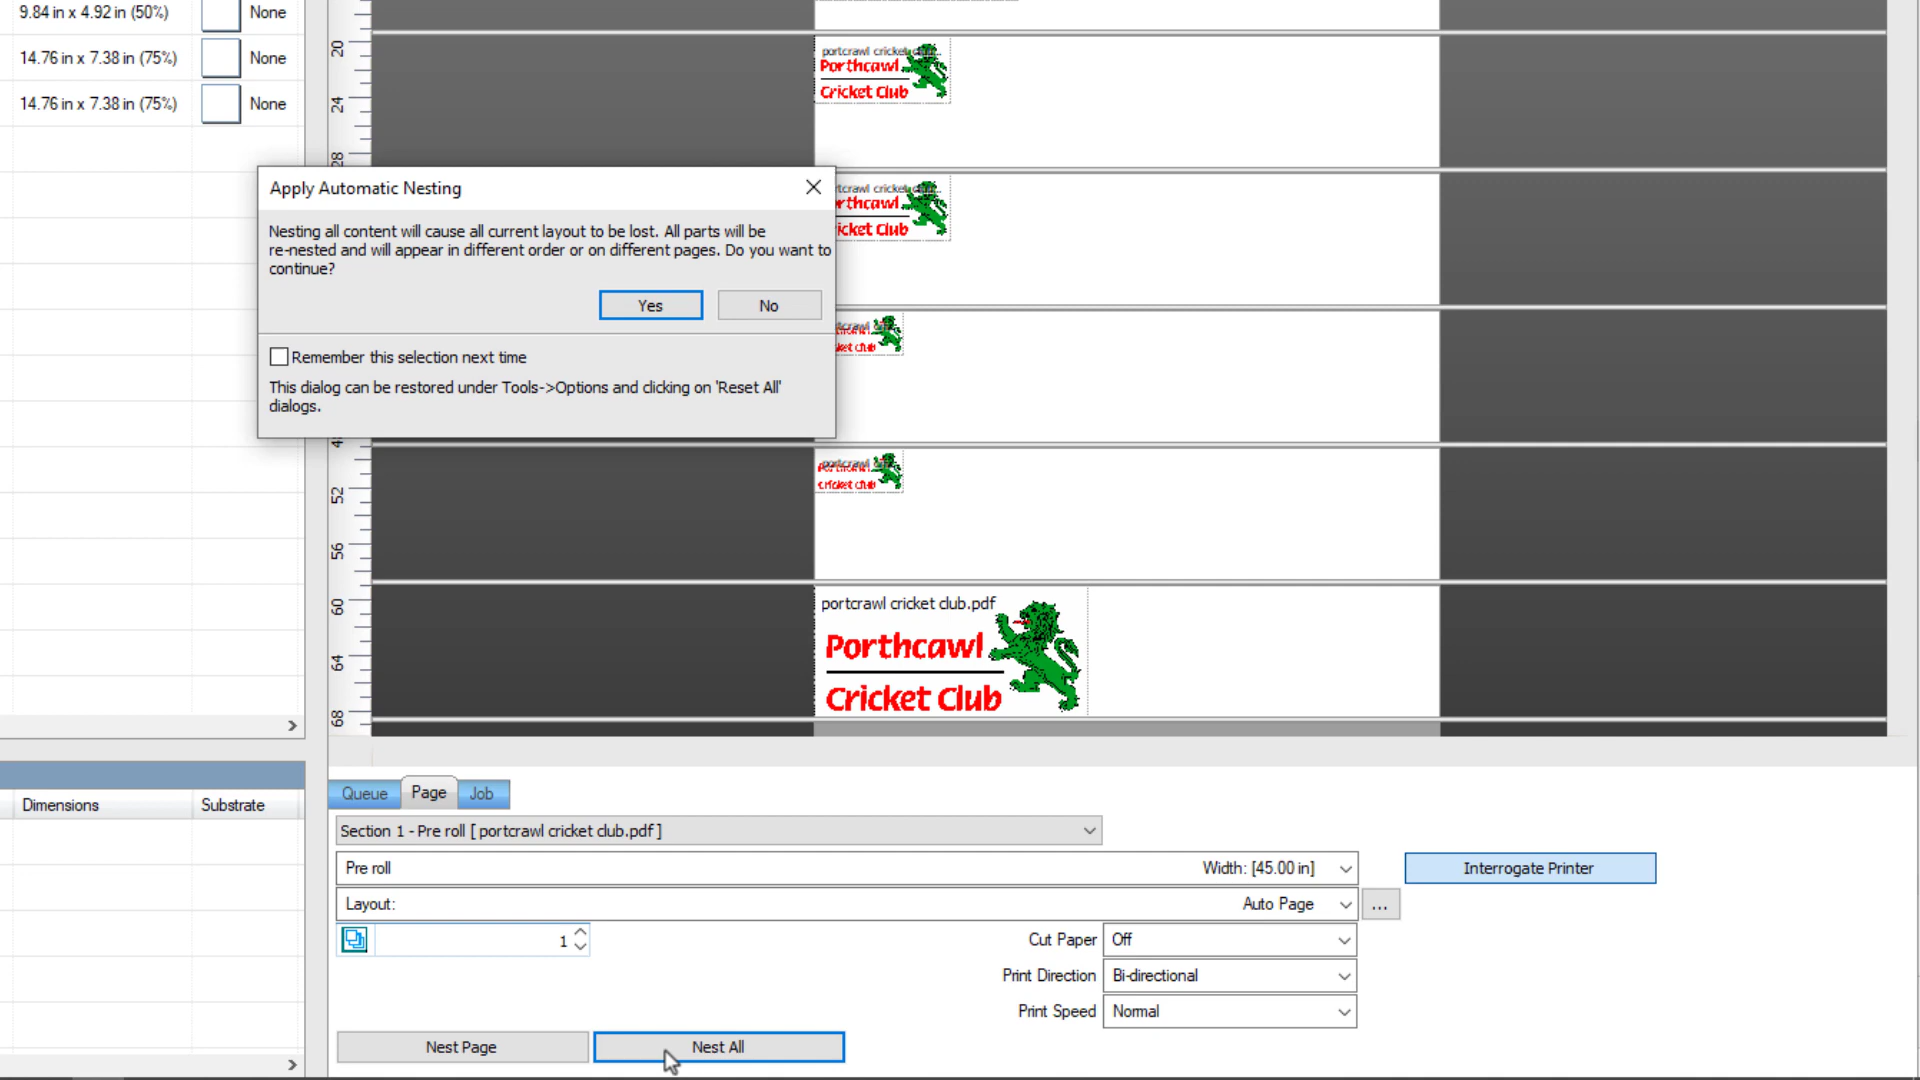 9.84 in x 4.92 in (50%) None
14.76 in x 7.38 in (75%) None
14.76 in x 7.38 in (75%) None
Dimensions Substrate
20
24
28
52
56
60
64
68
portcrawl cricket
Porthcawl
Cricket Club
Apply Automatic Nesting
Nesting all content will cause all current layout to be lost. All parts will be
re-nested and will appear in different order or on different pages. Do you want to
continue?
Yes No
Remember this selection next time
This dialog can be restored under Tools->Options and clicking on 'Reset All'
dialogs.
Cricket Club
portcrawl cricket club.pdf
Porthcawl
Cricket Club
Queue Page Job
Section 1 - Pre roll [ portcrawl cricket club.pdf ]
Pre roll Width: [45.00 in]
Interrogate Printer
Layout: Auto Page ...
1
Cut Paper Off
Print Direction Bi-directional
Print Speed Normal
Nest Page Nest All